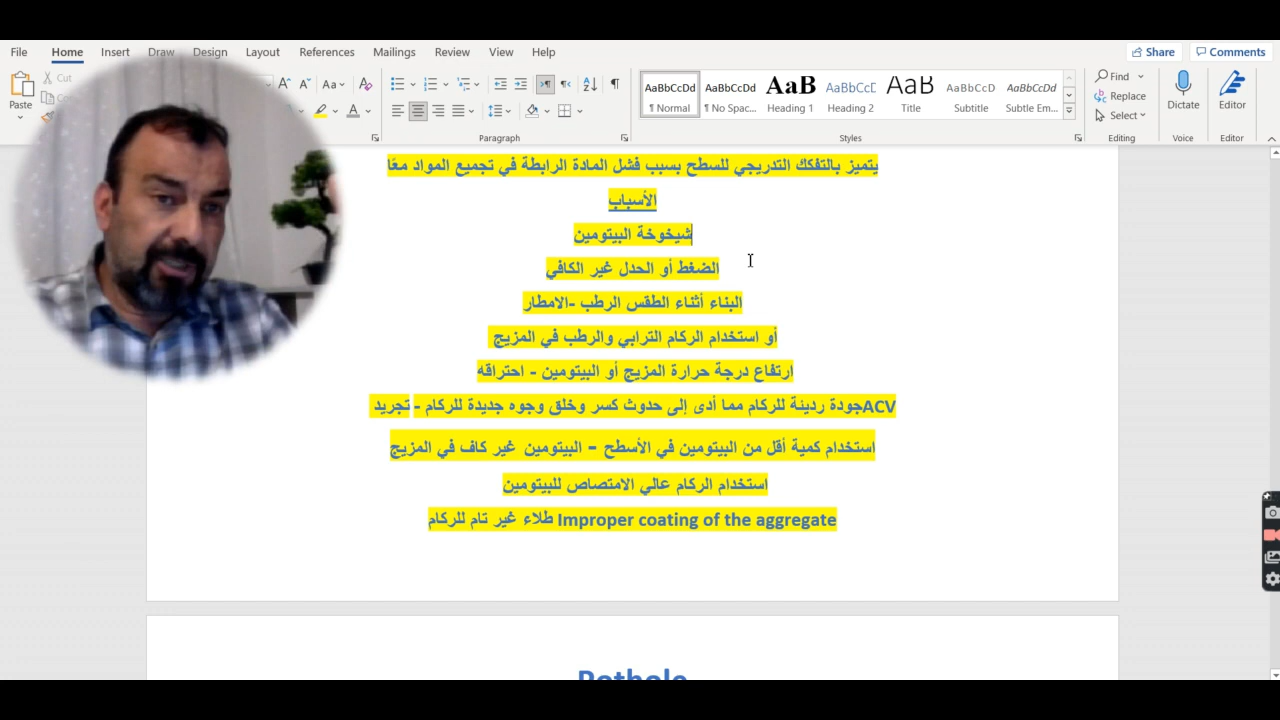 File Home Insert Draw Design Layout References Mailings Review View Help Share Comments
Cut Find
Paste Replace Dictate Editor
Select
AaBbCcDd AaBbCcDd AaB AaBbCcC AaB AaBbCcD AaBbCcDd
¶ Normal ¶ No Spac... Heading 1 Heading 2 Title Subtitle Subtle Em...
Paragraph Styles Editing Voice Editor
يتميز بالتفكك التدريجي للسطح بسبب فشل المادة الرابطة في تجميع المواد معًا
الأسباب
شيخوخة البيتومين
الضغط أو الحدل غير الكافي
البناء أثناء الطقس الرطب -الامطار
أو استخدام الركام الترابي والرطب في المزيج
ارتفاع درجة حرارة المزيج أو البيتومين - احتراقه
ACVجودة رديئة للركام مما أدى إلى حدوث كسر وخلق وجوه جديدة للركام - تجريد
استخدام كمية أقل من البيتومين في الأسطح – البيتومين غير كاف في المزيج
استخدام الركام عالي الامتصاص للبيتومين
Improper coating of the aggregate طلاء غير تام للركام
Pothole